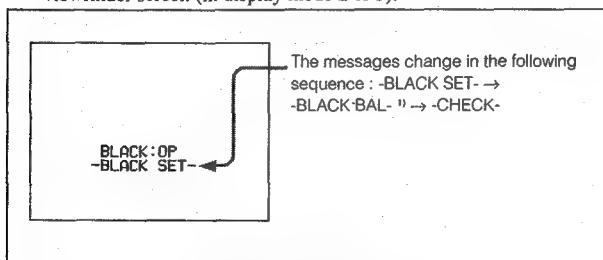 viewfinder screen (in display mode 2 or 3).
The messages change in the following
sequence : -BLACK SET- →
-BLACK BAL- ¹⁾ → -CHECK-
BLACK:OP
-BLACK SET-